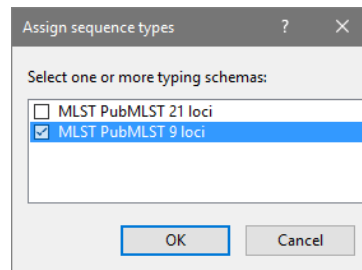 Assign sequence types
Select one or more typing schemas:
MLST PubMLST 21 loci
MLST PubMLST 9 loci
OK
Cancel